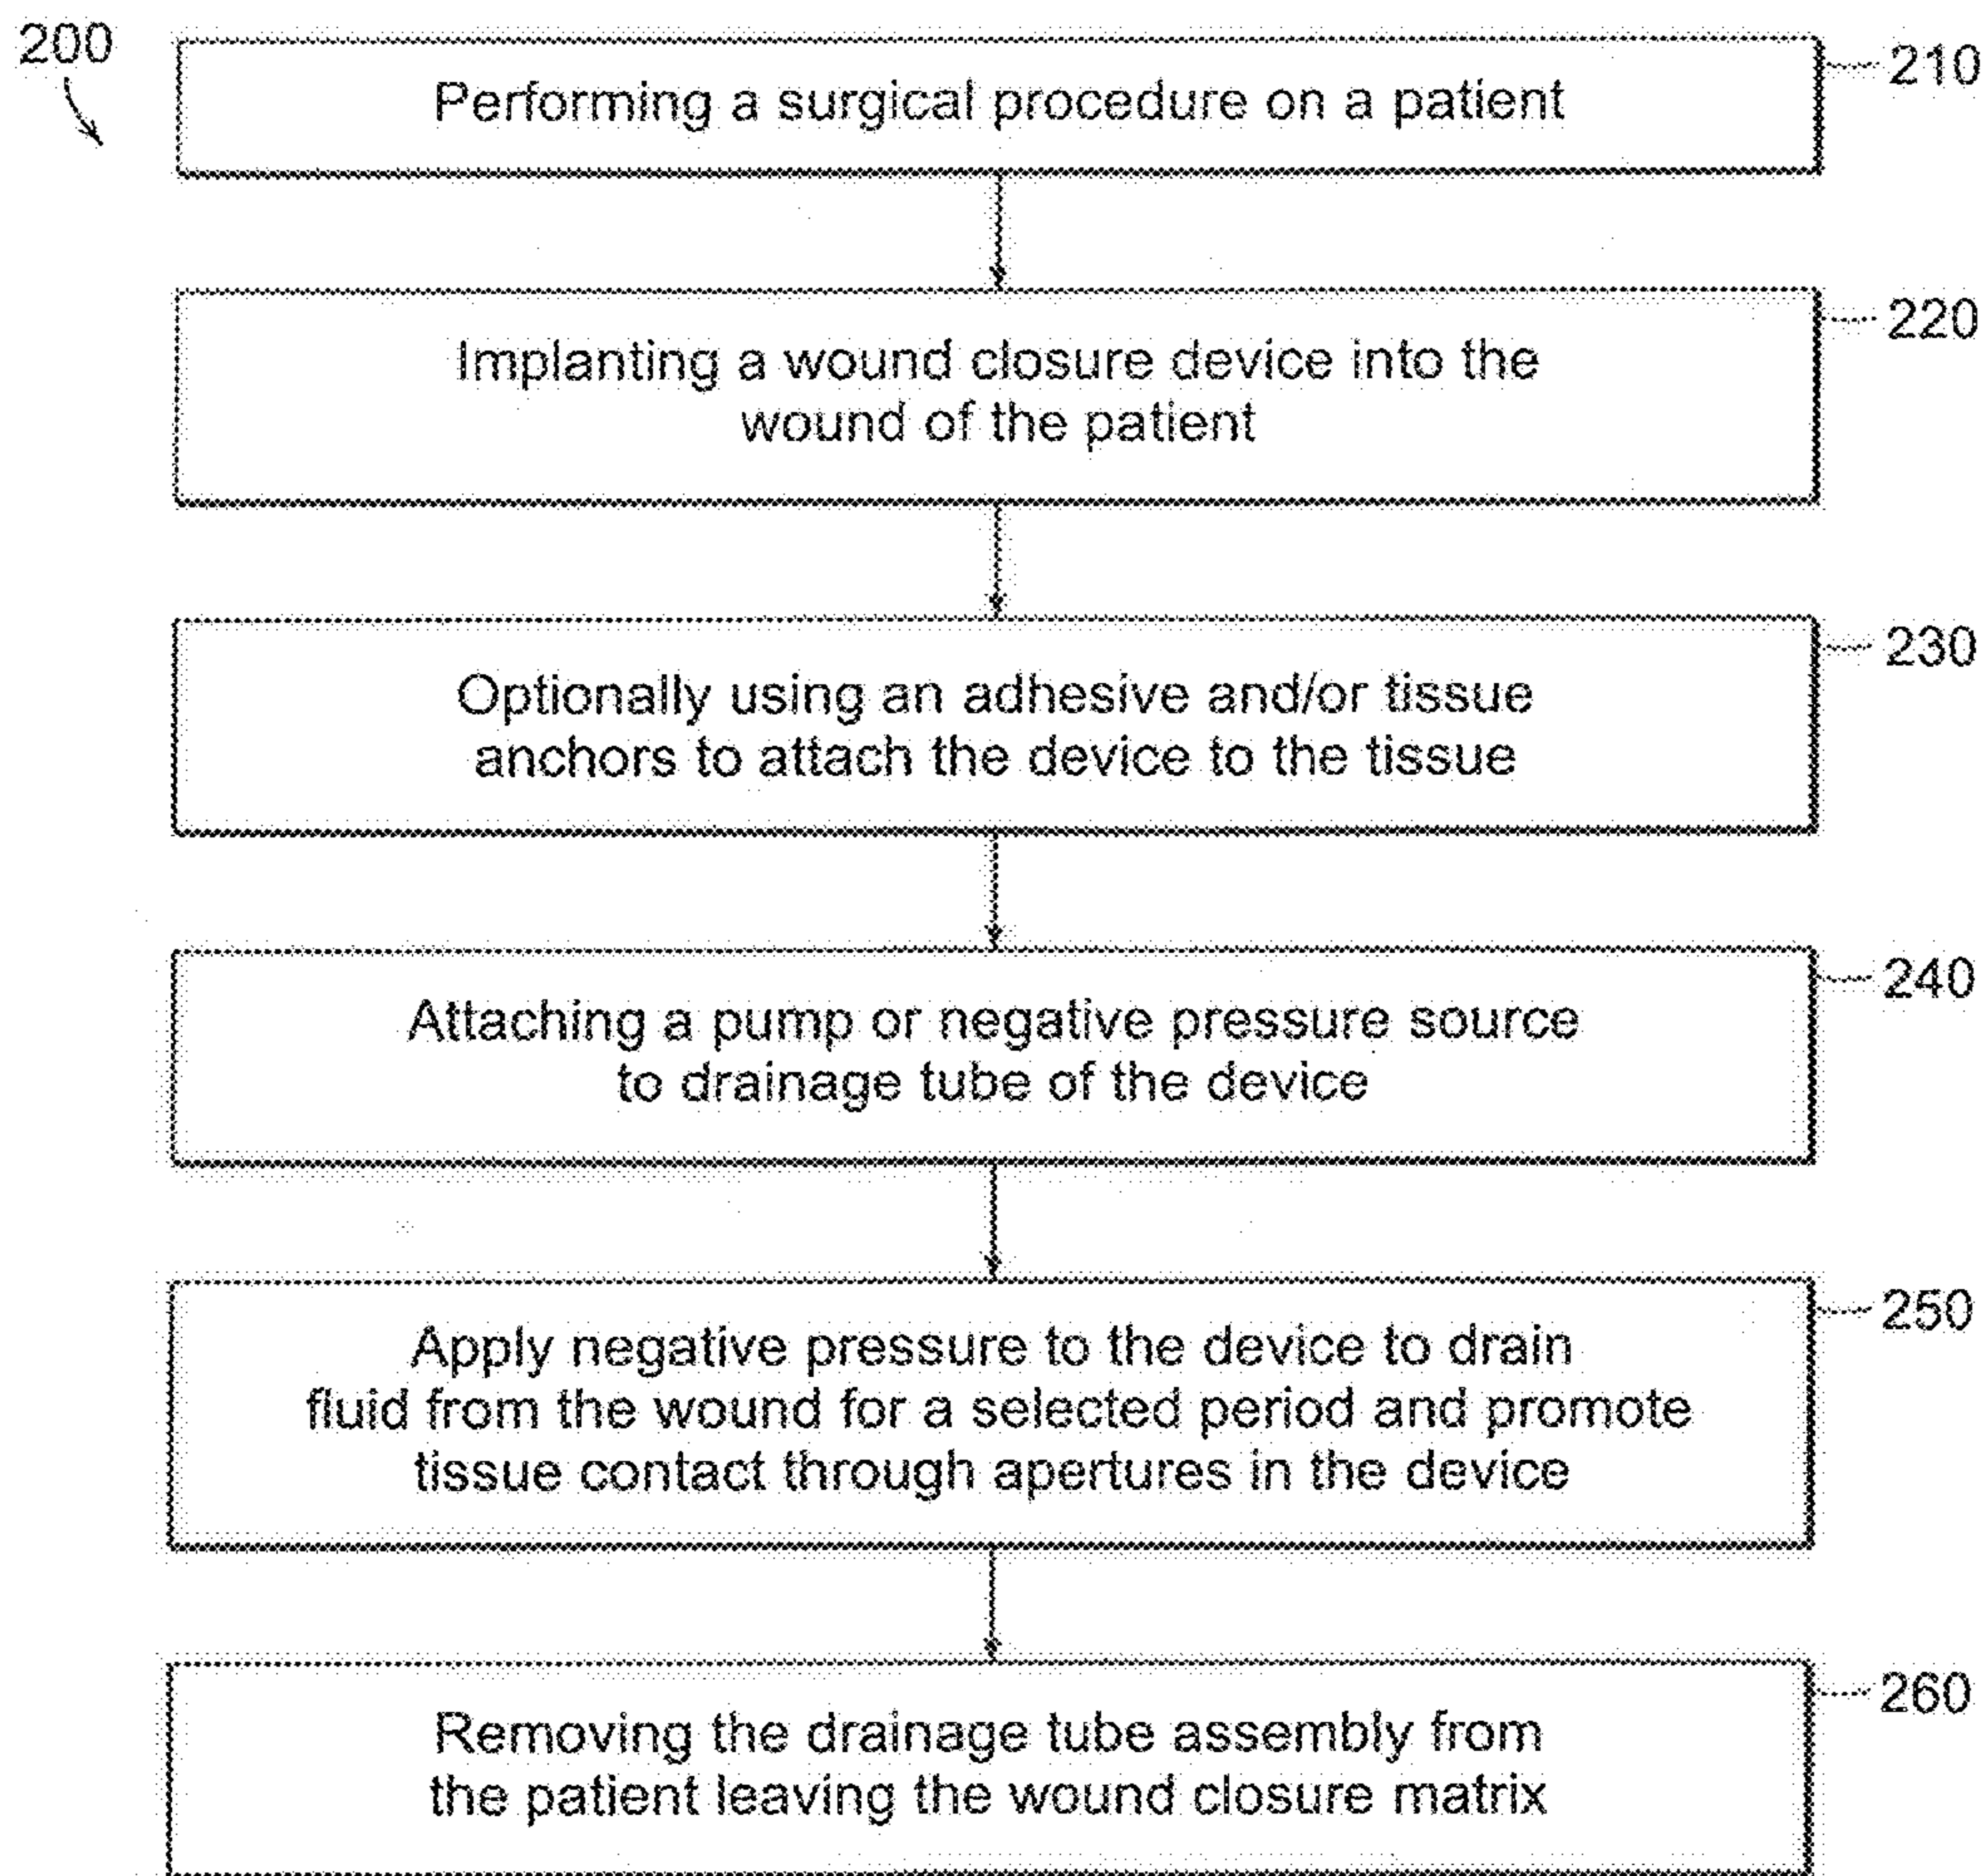 200
210
Performing a surgical procedure on a patient
220
Implanting a wound closure device into the
wound of the patient
230
Optionally using an adhesive and/or tissue
anchors to attach the device to the tissue
240
Attaching a pump or negative pressure source
to drainage tube of the device
250
Apply negative pressure to the device to drain
fluid from the wound for a selected period and promote
tissue contact through apertures in the device
260
Removing the drainage tube assembly from
the patient leaving the wound closure matrix